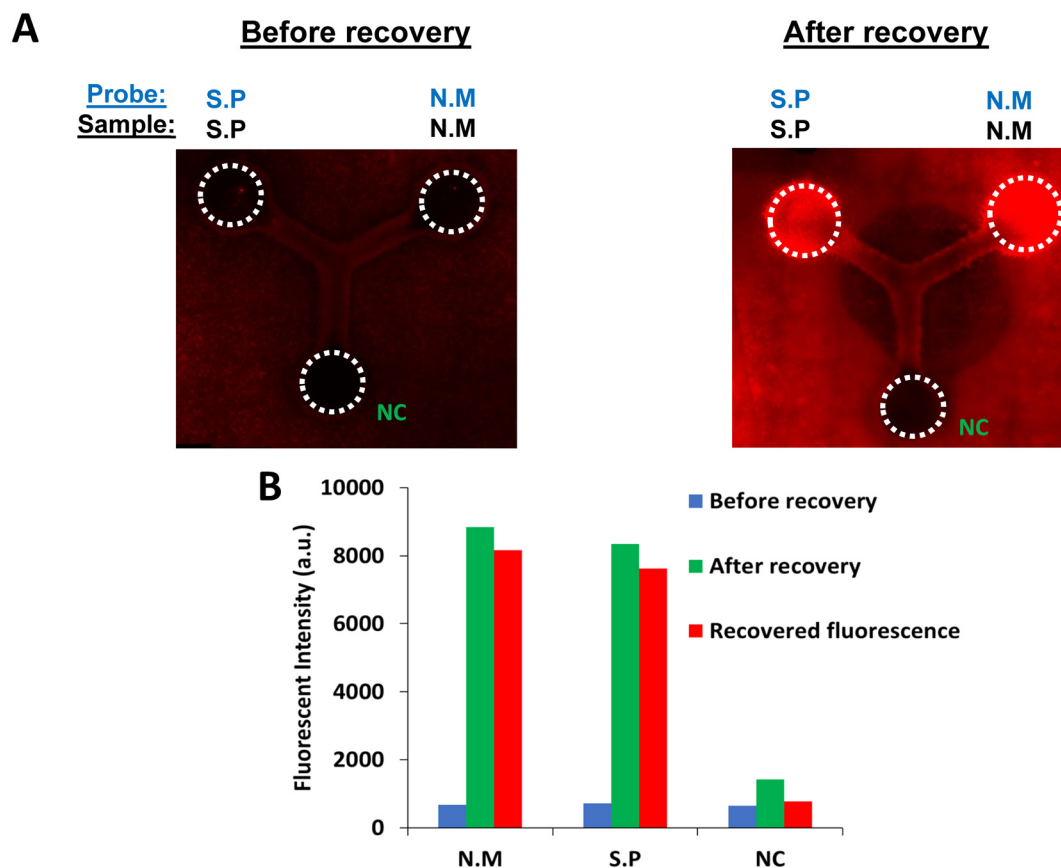 A
Before recovery
After recovery
Probe: S.P N.M S.P N.M
Sample: S.P N.M S.P N.M
NC
NC
B
10000
8000
6000
4000
2000
0
Fluorescent Intensity (a.u.)
Before recovery
After recovery
Recovered fluorescence
N.M S.P NC